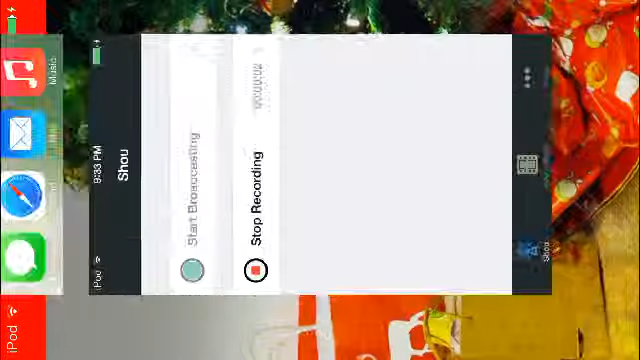 iPod
9:33 PM
Shou
Start Broadcasting
Stop Recording
Shou
iPod
Music